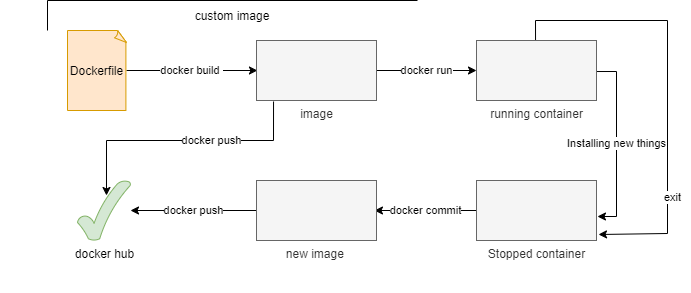 custom image
Dockerfile
docker build
docker run
image
running container
docker push
Installing new things
docker push
docker commit
exit
docker hub
new image
Stopped container